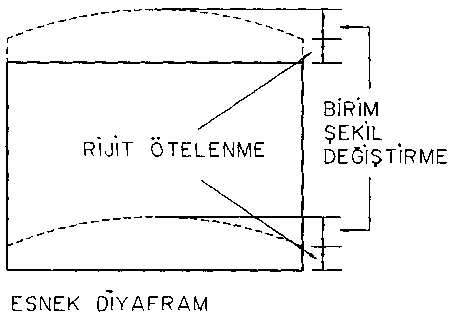 BİRİM
ŞEKİL
DEĞİŞTİRME
RİJİT ÖTELENME
ESNEK DİYAFRAM